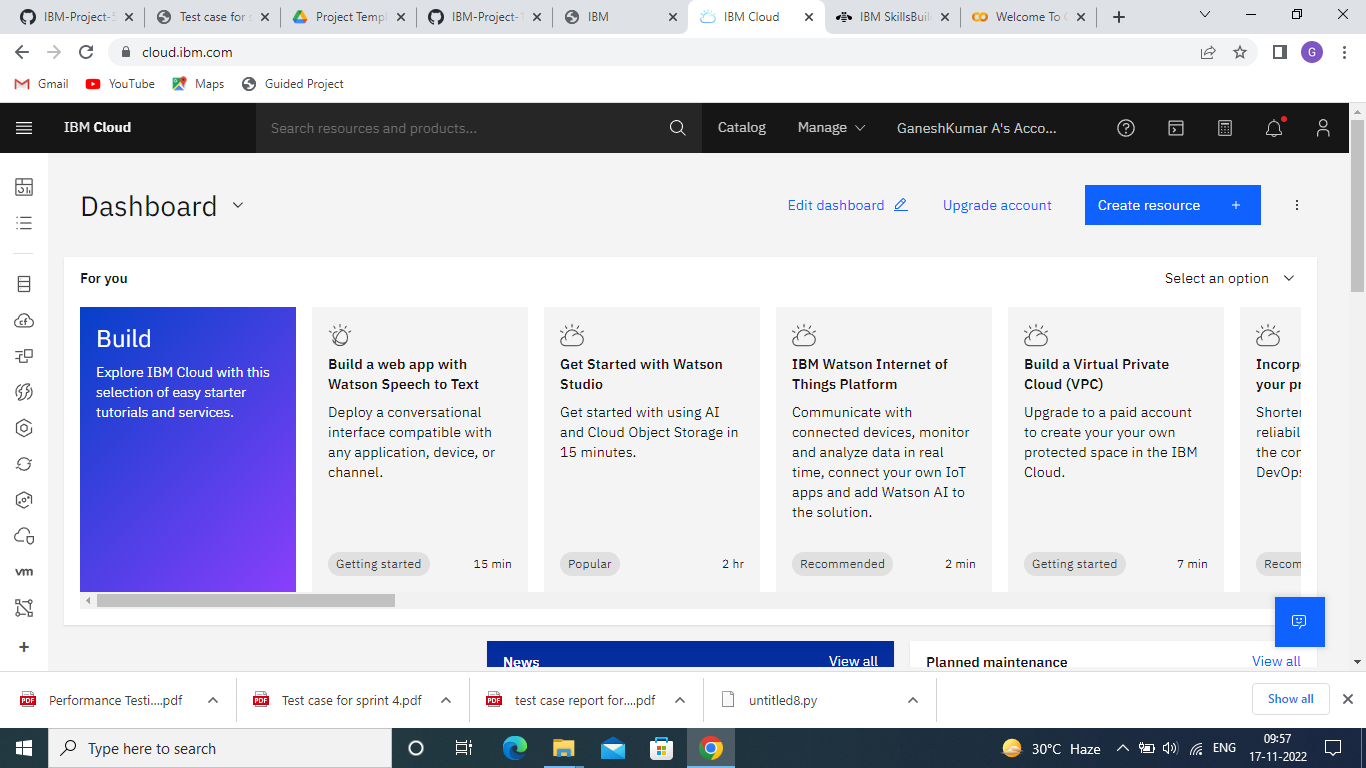 IBM-Project-3
Test case for s
Project Templ
IBM-Project-1
IBM
IBM Cloud
IBM SkillsBuil
Welcome To C
cloud.ibm.com
G
Gmail
YouTube
Maps
Guided Project
IBM Cloud
Search resources and products...
Catalog
Manage
GaneshKumar A's Acco...
Dashboard
Edit dashboard
Upgrade account
Create resource +
For you
Select an option
Build
Explore IBM Cloud with this
selection of easy starter
tutorials and services.
Build a web app with
Watson Speech to Text
Deploy a conversational
interface compatible with
any application, device, or
channel.
Getting started
15 min
Get Started with Watson
Studio
Get started with using AI
and Cloud Object Storage in
15 minutes.
Popular
2 hr
IBM Watson Internet of
Things Platform
Communicate with
connected devices, monitor
and analyze data in real
time, connect your own IoT
apps and add Watson AI to
the solution.
Recommended
2 min
Build a Virtual Private
Cloud (VPC)
Upgrade to a paid account
to create your your own
protected space in the IBM
Cloud.
Getting started
7 min
Incorp
your pr
Shorter
reliabil
the con
DevOps
Recom
vm
News
View all
Planned maintenance
View all
Performance Testi....pdf
Test case for sprint 4.pdf
test case report for....pdf
untitled8.py
Show all
Type here to search
30°C Haze
ENG
09:57
17-11-2022